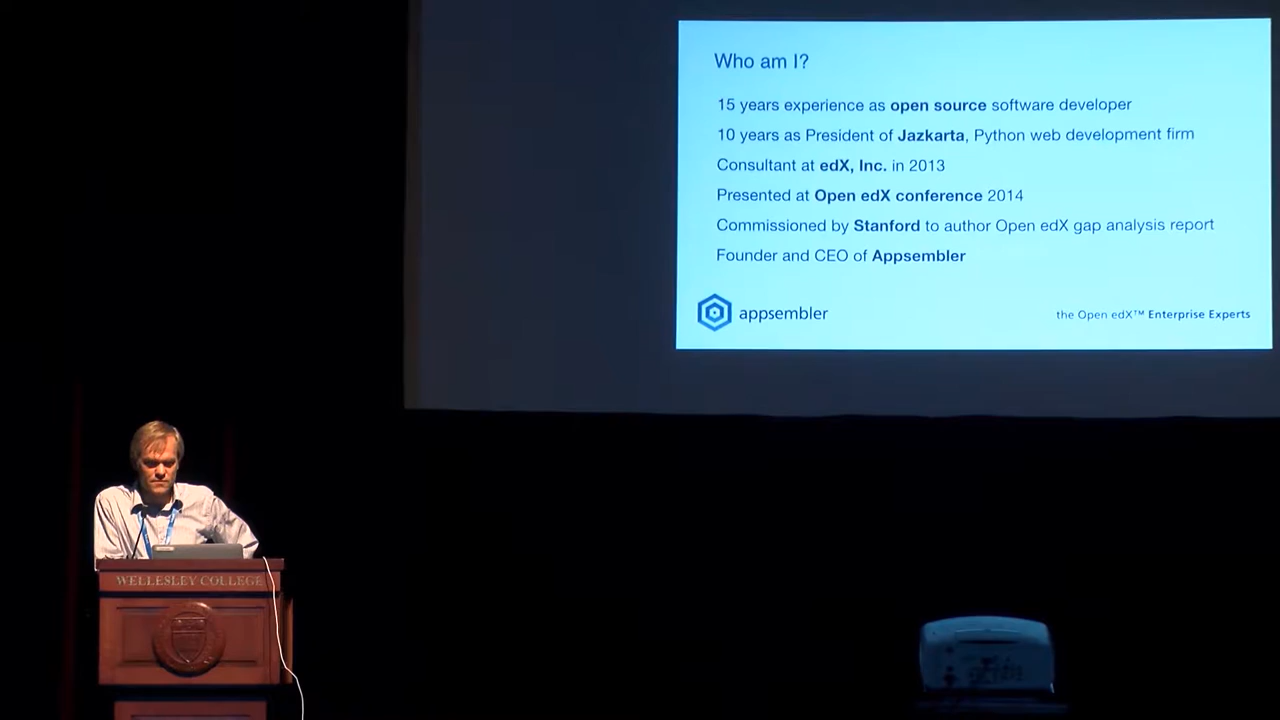 Who am I?
15 years experience as open source software developer
10 years as President of Jazkarta, Python web development firm
Consultant at edX, Inc. in 2013
Presented at Open edX conference 2014
Commissioned by Stanford to author Open edX gap analysis report
Founder and CEO of Appsembler
appsembler
the Open edX™ Enterprise Experts
WELLESLEY COLLEGE